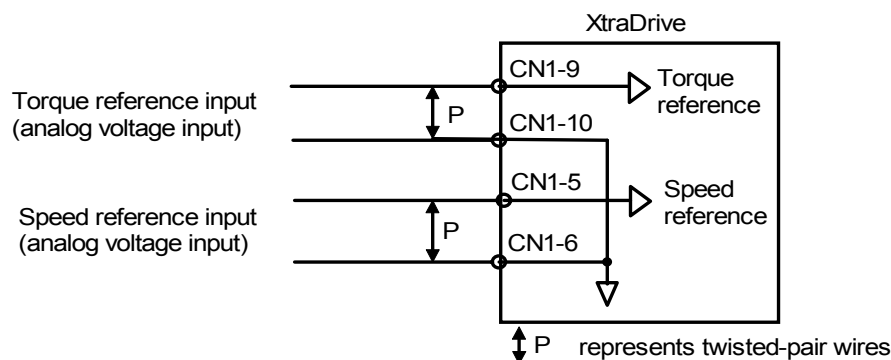 XtraDrive
CN1-9
Torque reference input
(analog voltage input)
P
Torque
reference
CN1-10
CN1-5
Speed reference input
(analog voltage input)
P
Speed
reference
CN1-6
P represents twisted-pair wires